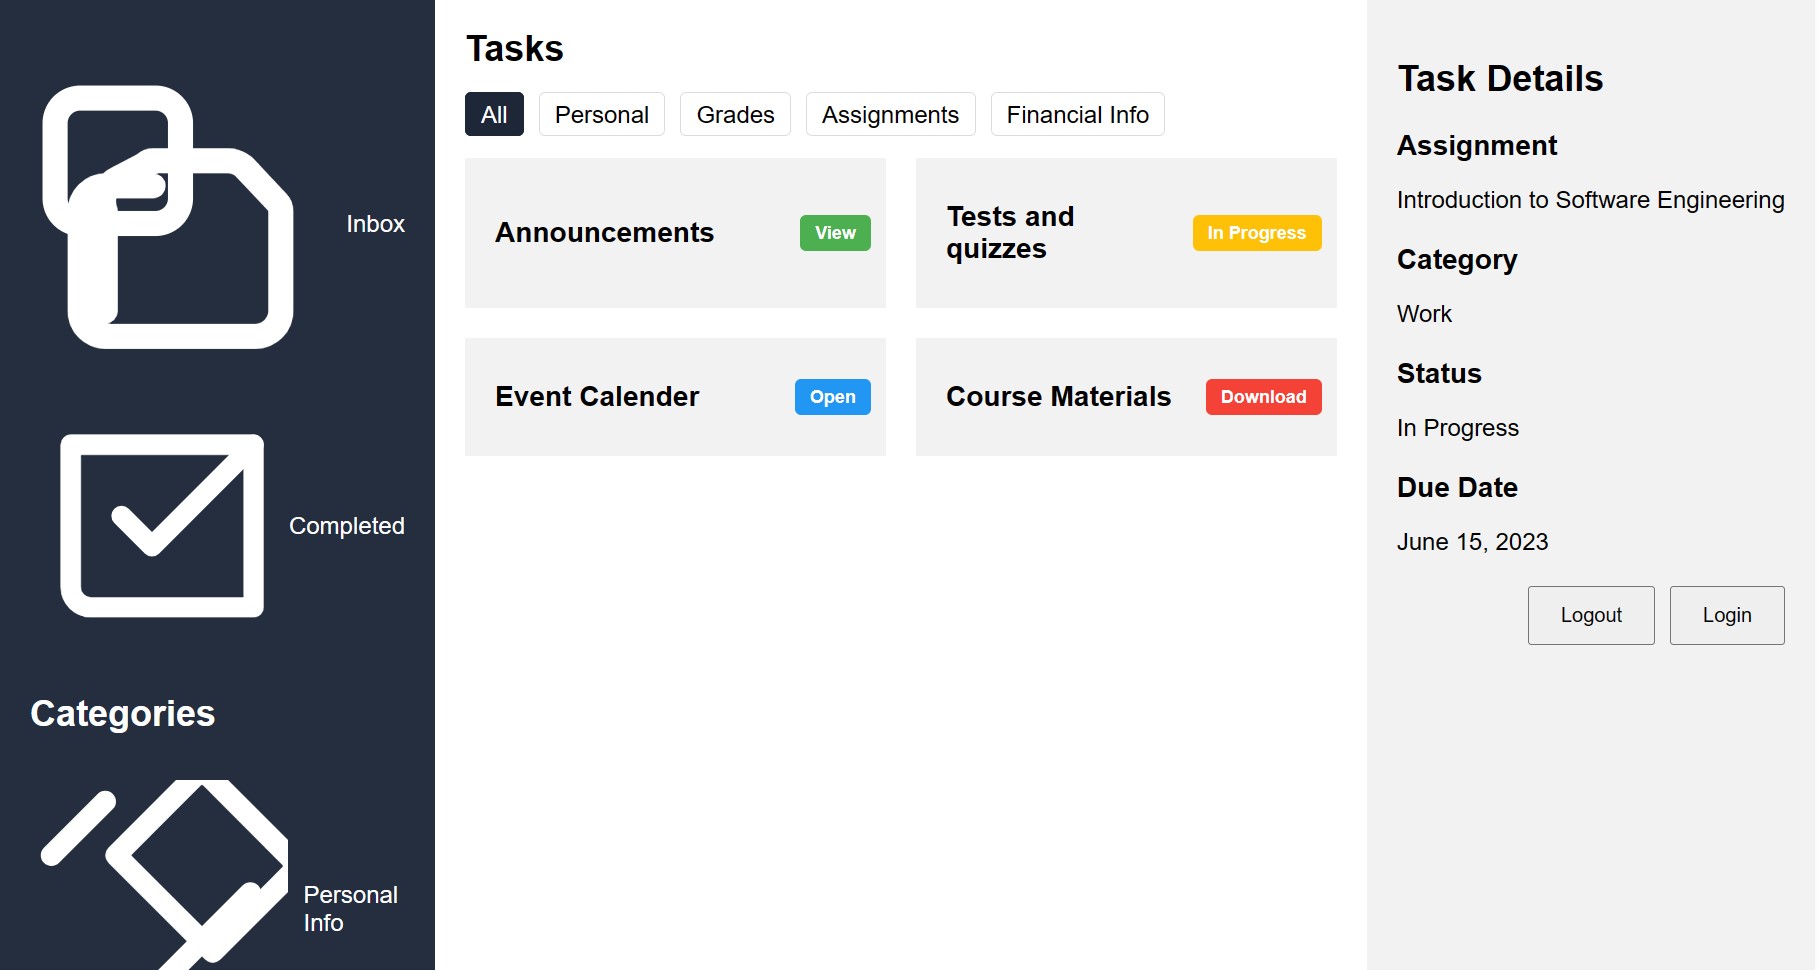 Inbox
Completed
Categories
Personal
Info
Tasks
All
Personal
Grades
Assignments
Financial Info
Announcements
View
Tests and
quizzes
In Progress
Event Calender
Open
Course Materials
Download
Task Details
Assignment
Introduction to Software Engineering
Category
Work
Status
In Progress
Due Date
June 15, 2023
Logout
Login